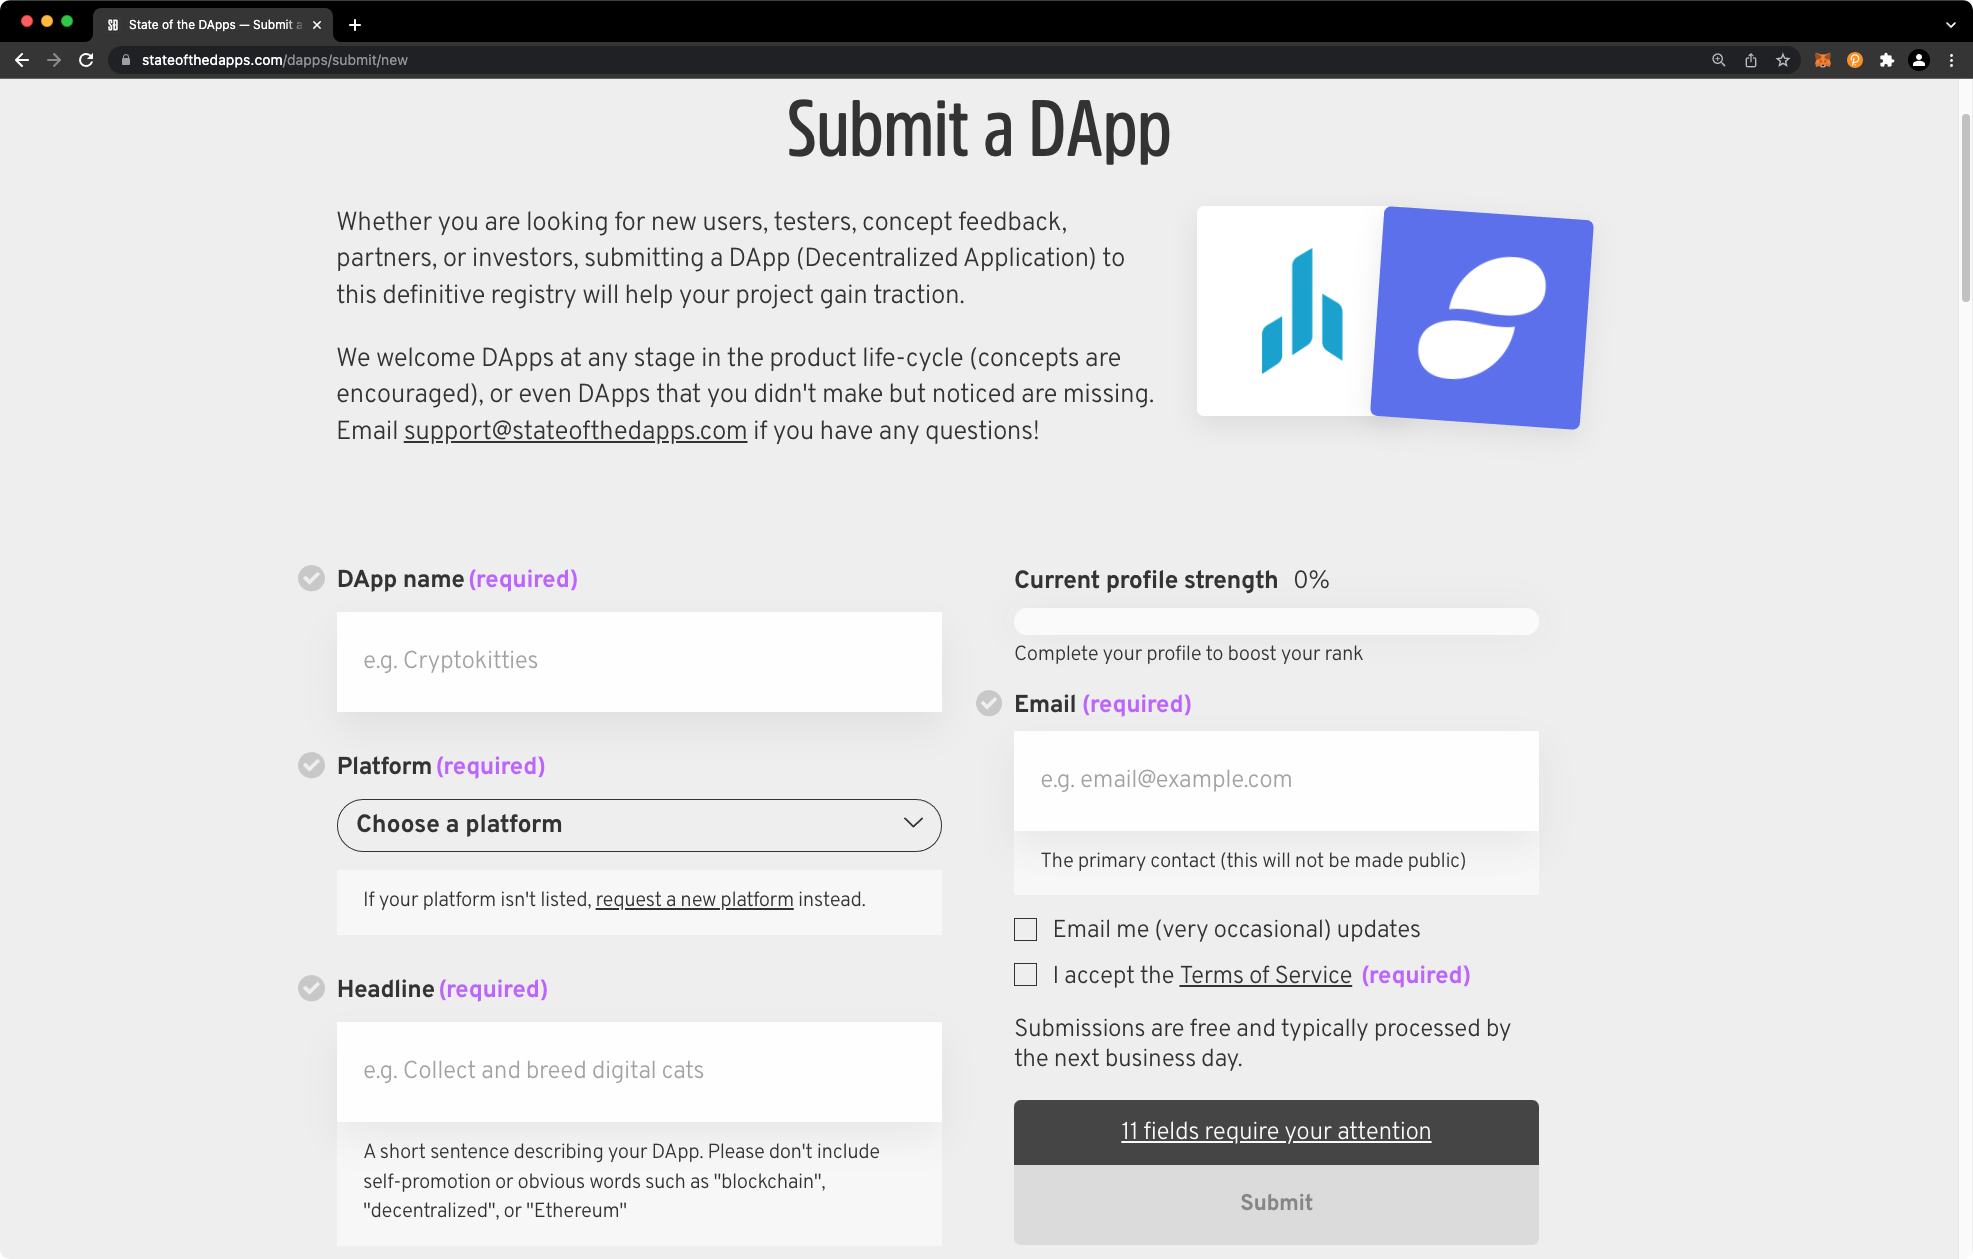 State of the DApps — Submit a
stateofthedapps.com/dapps/submit/new
Submit a DApp
Whether you are looking for new users, testers, concept feedback,
partners, or investors, submitting a DApp (Decentralized Application) to
this definitive registry will help your project gain traction.
We welcome DApps at any stage in the product life-cycle (concepts are
encouraged), or even DApps that you didn't make but noticed are missing.
Email support@stateofthedapps.com if you have any questions!
DApp name (required)
e.g. Cryptokitties
Platform (required)
Choose a platform
If your platform isn't listed, request a new platform instead.
Headline (required)
e.g. Collect and breed digital cats
A short sentence describing your DApp. Please don't include
self-promotion or obvious words such as "blockchain",
"decentralized", or "Ethereum"
Current profile strength 0%
Complete your profile to boost your rank
Email (required)
e.g. email@example.com
The primary contact (this will not be made public)
Email me (very occasional) updates
I accept the Terms of Service (required)
Submissions are free and typically processed by
the next business day.
11 fields require your attention
Submit